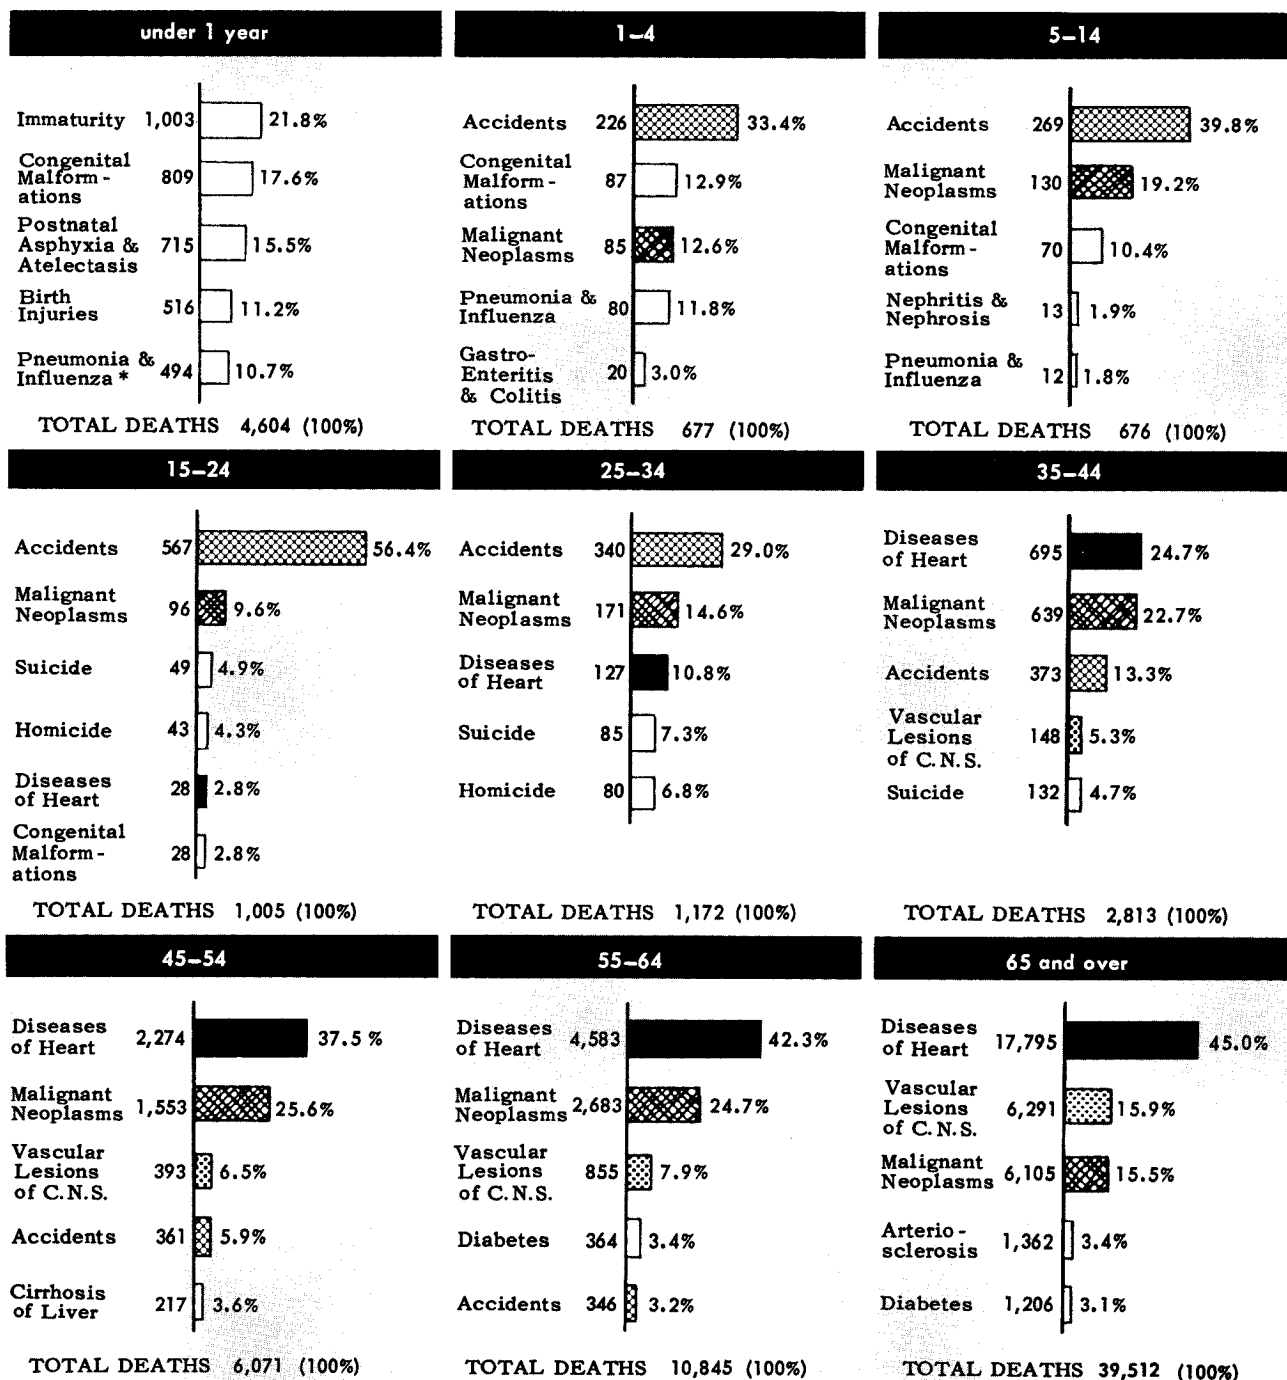 under 1 year
Immaturity 1,003 21.8%
Congenital
Malform-
ations
809 17.6%
Postnatal
Asphyxia &
Atelectasis
715 15.5%
Birth
Injuries
516 11.2%
Pneumonia &
Influenza *
494 10.7%
TOTAL DEATHS 4,604 (100%)
1–4
Accidents 226 33.4%
Congenital
Malform-
ations
87 12.9%
Malignant
Neoplasms
85 12.6%
Pneumonia &
Influenza
80 11.8%
Gastro-
Enteritis
& Colitis
20 3.0%
TOTAL DEATHS 677 (100%)
5–14
Accidents 269 39.8%
Malignant
Neoplasms
130 19.2%
Congenital
Malform-
ations
70 10.4%
Nephritis &
Nephrosis
13 1.9%
Pneumonia &
Influenza
12 1.8%
TOTAL DEATHS 676 (100%)
15–24
Accidents 567 56.4%
Malignant
Neoplasms
96 9.6%
Suicide 49 4.9%
Homicide 43 4.3%
Diseases
of Heart
28 2.8%
Congenital
Malform-
ations
28 2.8%
TOTAL DEATHS 1,005 (100%)
25–34
Accidents 340 29.0%
Malignant
Neoplasms
171 14.6%
Diseases
of Heart
127 10.8%
Suicide 85 7.3%
Homicide 80 6.8%
TOTAL DEATHS 1,172 (100%)
35–44
Diseases
of Heart
695 24.7%
Malignant
Neoplasms
639 22.7%
Accidents 373 13.3%
Vascular
Lesions
of C.N.S.
148 5.3%
Suicide 132 4.7%
TOTAL DEATHS 2,813 (100%)
45–54
Diseases
of Heart
2,274 37.5 %
Malignant
Neoplasms
1,553 25.6%
Vascular
Lesions
of C.N.S.
393 6.5%
Accidents 361 5.9%
Cirrhosis
of Liver
217 3.6%
TOTAL DEATHS 6,071 (100%)
55–64
Diseases
of Heart
4,583 42.3%
Malignant
Neoplasms
2,683 24.7%
Vascular
Lesions
of C.N.S.
855 7.9%
Diabetes 364 3.4%
Accidents 346 3.2%
TOTAL DEATHS 10,845 (100%)
65 and over
Diseases
of Heart
17,795 45.0%
Vascular
Lesions
of C.N.S.
6,291 15.9%
Malignant
Neoplasms
6,105 15.5%
Arterio-
sclerosis
1,362 3.4%
Diabetes 1,206 3.1%
TOTAL DEATHS 39,512 (100%)